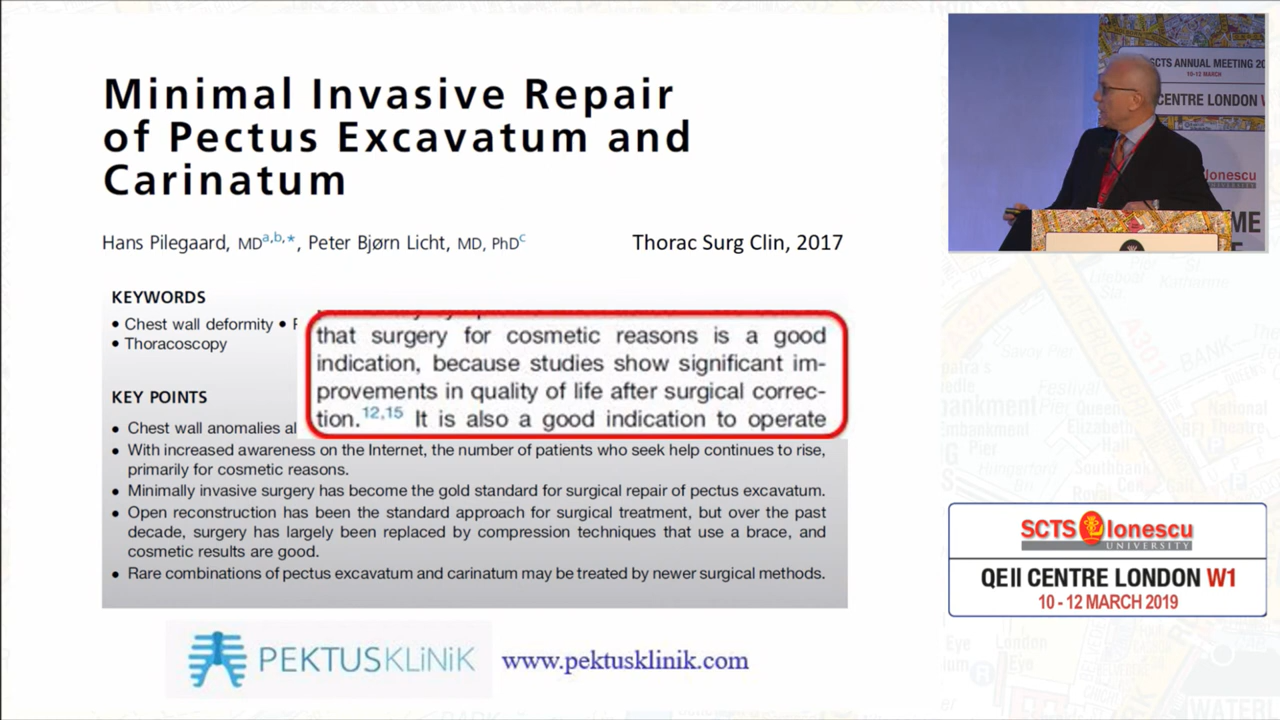 Minimal Invasive Repair
of Pectus Excavatum and
Carinatum
Hans Pilegaard, MDa,b,*, Peter Bjørn Licht, MD, PhDc
Thorac Surg Clin, 2017
KEYWORDS
• Chest wall deformity •
• Thoracoscopy
that surgery for cosmetic reasons is a good
indication, because studies show significant im-
provements in quality of life after surgical correc-
tion.12,15 It is also a good indication to operate
KEY POINTS
• Chest wall anomalies
• With increased awareness on the Internet, the number of patients who seek help continues to rise,
primarily for cosmetic reasons.
• Minimally invasive surgery has become the gold standard for surgical repair of pectus excavatum.
• Open reconstruction has been the standard approach for surgical treatment, but over the past
decade, surgery has largely been replaced by compression techniques that use a brace, and
cosmetic results are good.
• Rare combinations of pectus excavatum and carinatum may be treated by newer surgical methods.
PEKTUSKLiNiK
www.pektusklinik.com
SCTS ANNUAL MEETING
10-12 MARCH
CENTRE LONDON
Ionescu
UNIVERSITY
SCTS Ionescu
UNIVERSITY
QEII CENTRE LONDON W1
10 - 12 MARCH 2019